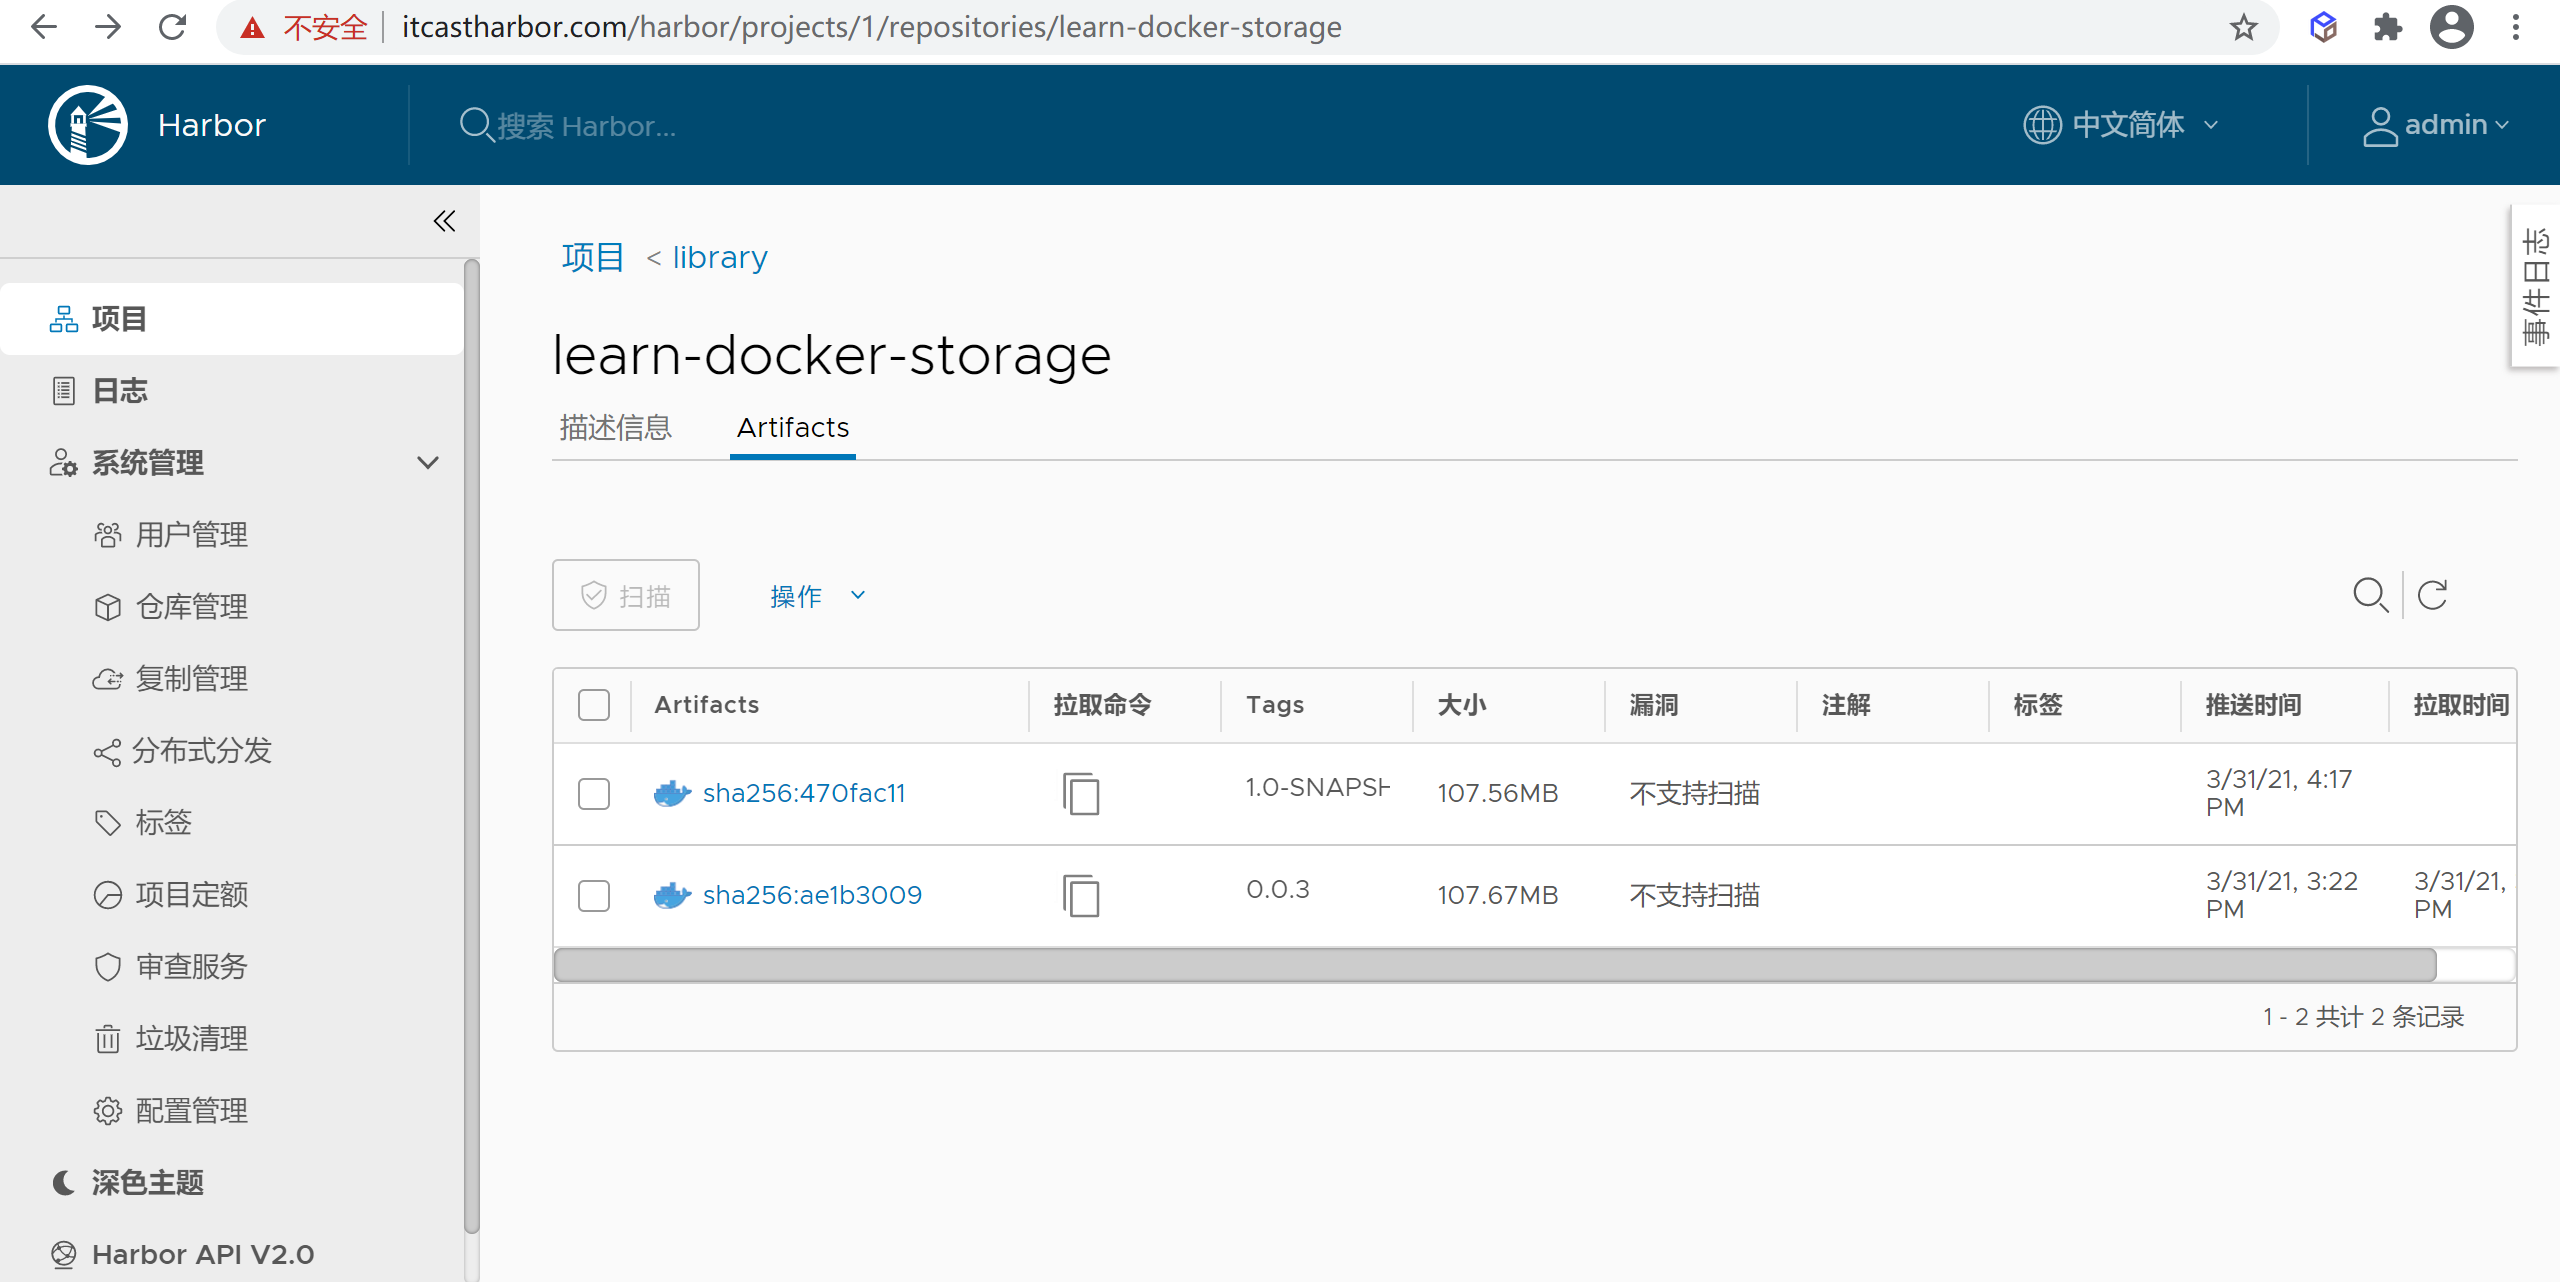 不安全 itcastharbor.com/harbor/projects/1/repositories/learn-docker-storage
Harbor
搜索 Harbor...
中文简体
admin
项目
日志
系统管理
用户管理
仓库管理
复制管理
分布式分发
标签
项目定额
审查服务
垃圾清理
配置管理
深色主题
Harbor API V2.0
项目 < library
learn-docker-storage
描述信息 Artifacts
扫描 操作
Artifacts 拉取命令 Tags 大小 漏洞 注解 标签 推送时间 拉取时间
sha256:470fac11 1.0-SNAPSH 107.56MB 不支持扫描 3/31/21, 4:17
PM
sha256:ae1b3009 0.0.3 107.67MB 不支持扫描 3/31/21, 3:22 3/31/21,
PM PM
1 - 2 共计 2 条记录
事件日志